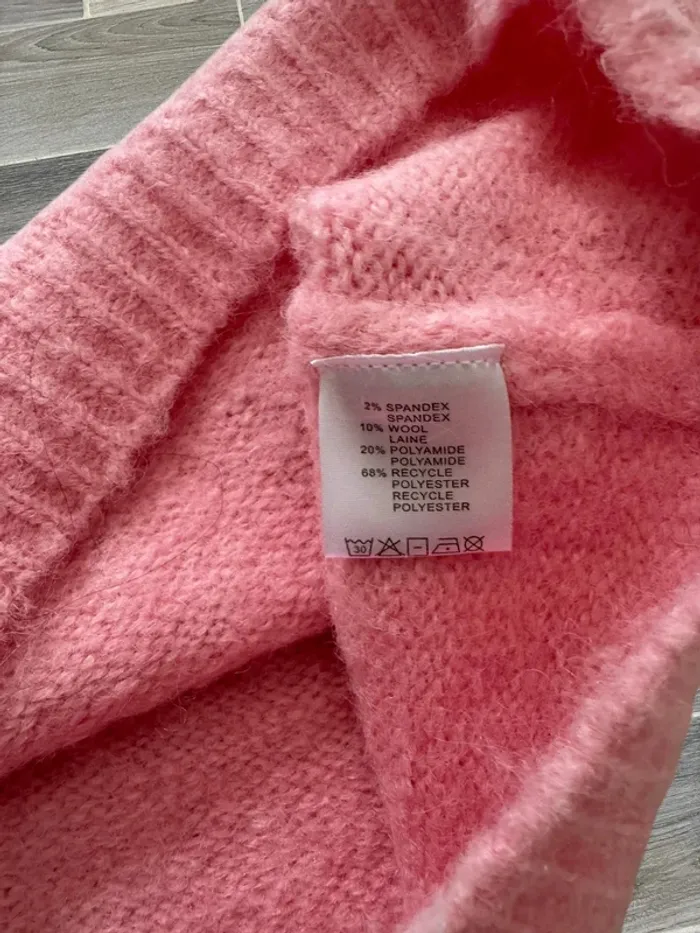 2% SPANDEX
SPANDEX
10% WOOL
LAINE
20% POLYAMIDE
POLYAMIDE
68% RECYCLE
POLYESTER
RECYCLE
POLYESTER
30